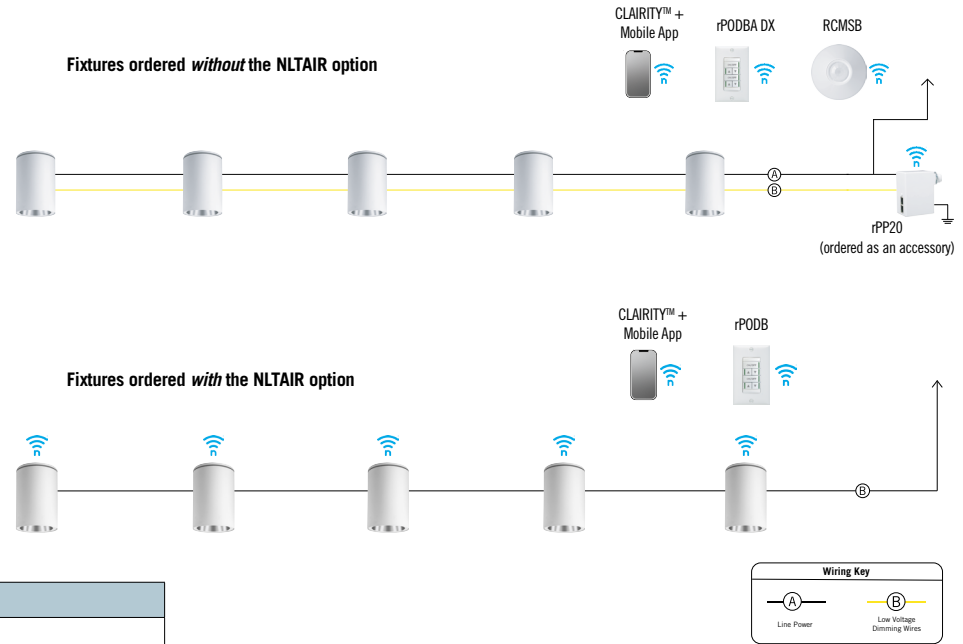 CLAIRITY™ +
Mobile App
rPODBA DX
RCMSB
Fixtures ordered without the NLTAIR option
A
B
rPP20
(ordered as an accessory)
CLAIRITY™ +
Mobile App
rPODB
Fixtures ordered with the NLTAIR option
B
Wiring Key
A
B
Line Power
Low Voltage
Dimming Wires